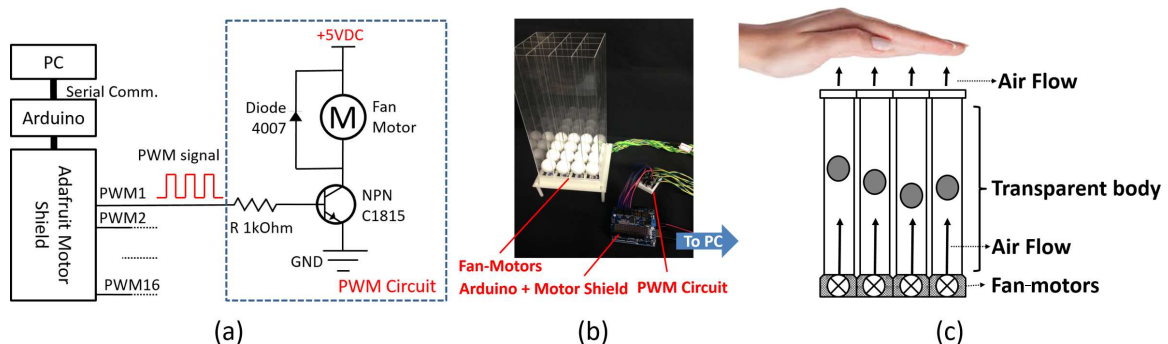 PC
Serial Comm.
Arduino
Adafruit Motor
Shield
PWM signal
PWM1
PWM2
PWM16
+5VDC
Diode
4007
M
Fan
Motor
NPN
C1815
R 1kOhm
GND
PWM Circuit
(a)
To PC
Fan-Motors
Arduino + Motor Shield
PWM Circuit
(b)
Air Flow
Transparent body
Air Flow
Fan-motors
(c)